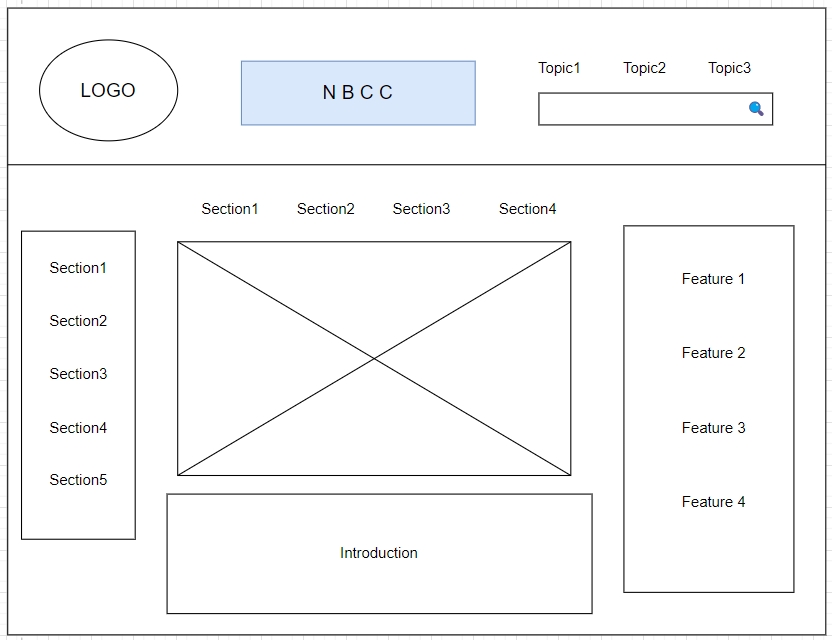 LOGO
N B C C
Topic1 Topic2 Topic3
Section1 Section2 Section3 Section4
Section1
Section2
Section3
Section4
Section5
Introduction
Feature 1
Feature 2
Feature 3
Feature 4